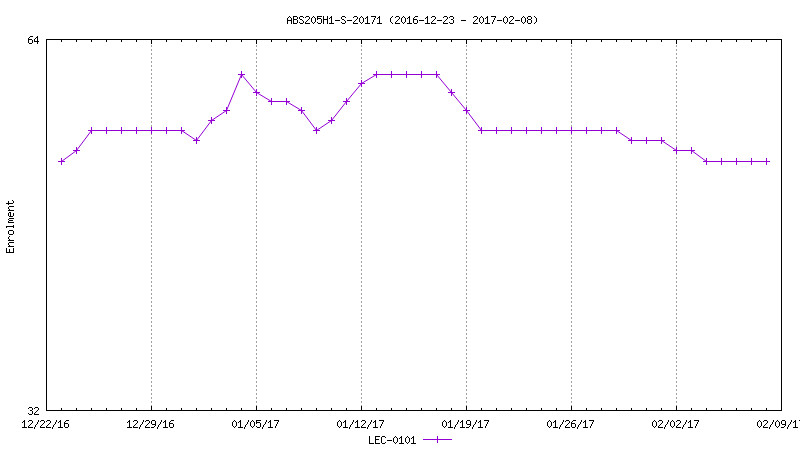 ABS205H1-S-20171 (2016-12-23 - 2017-02-08)
64
Enrolment
32
12/22/16 12/29/16 01/05/17 01/12/17 01/19/17 01/26/17 02/02/17 02/09/1
LEC-0101